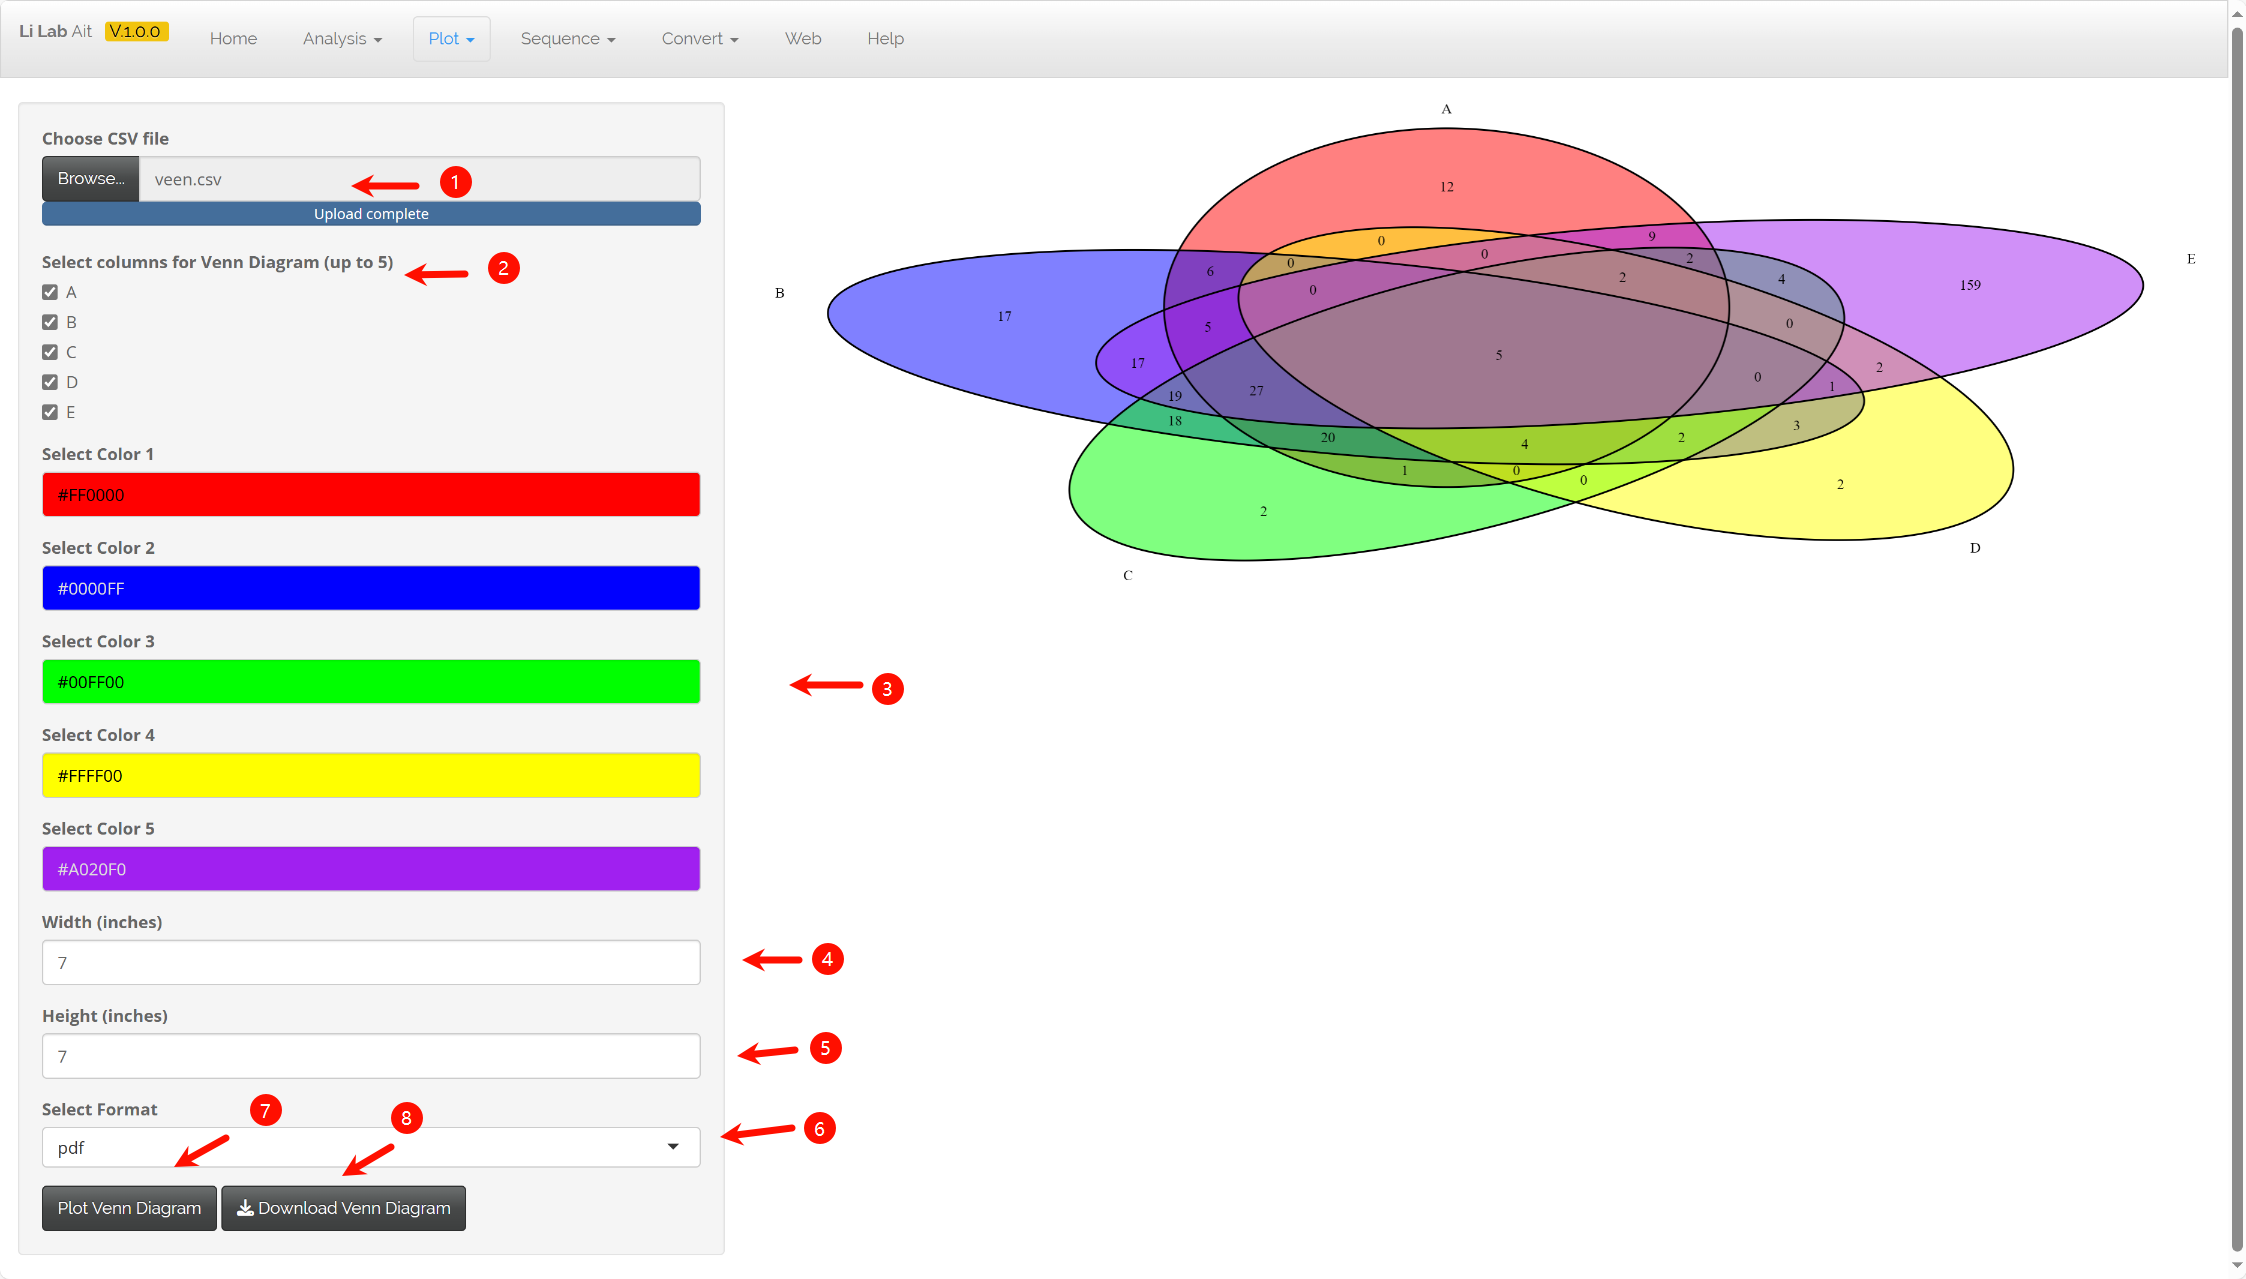 Li Lab Ait V.1.0.0 Home Analysis Plot Sequence Convert Web Help
Choose CSV file
Browse... veen.csv 1
Upload complete
Select columns for Venn Diagram (up to 5) 2
A
B
C
D
E
Select Color 1
#FF0000
Select Color 2
#0000FF
Select Color 3
#00FF00
3
Select Color 4
#FFFF00
Select Color 5
#A020F0
Width (inches)
7
4
Height (inches)
7
5
Select Format
7
8
pdf
6
Plot Venn Diagram Download Venn Diagram
A
12
0 9
0 0 2 E
6 2 4 159
B 0
17 0
5
17 5 2
27 0 1
19
18 3
20 4 2
1 0 0
2 2
D
C